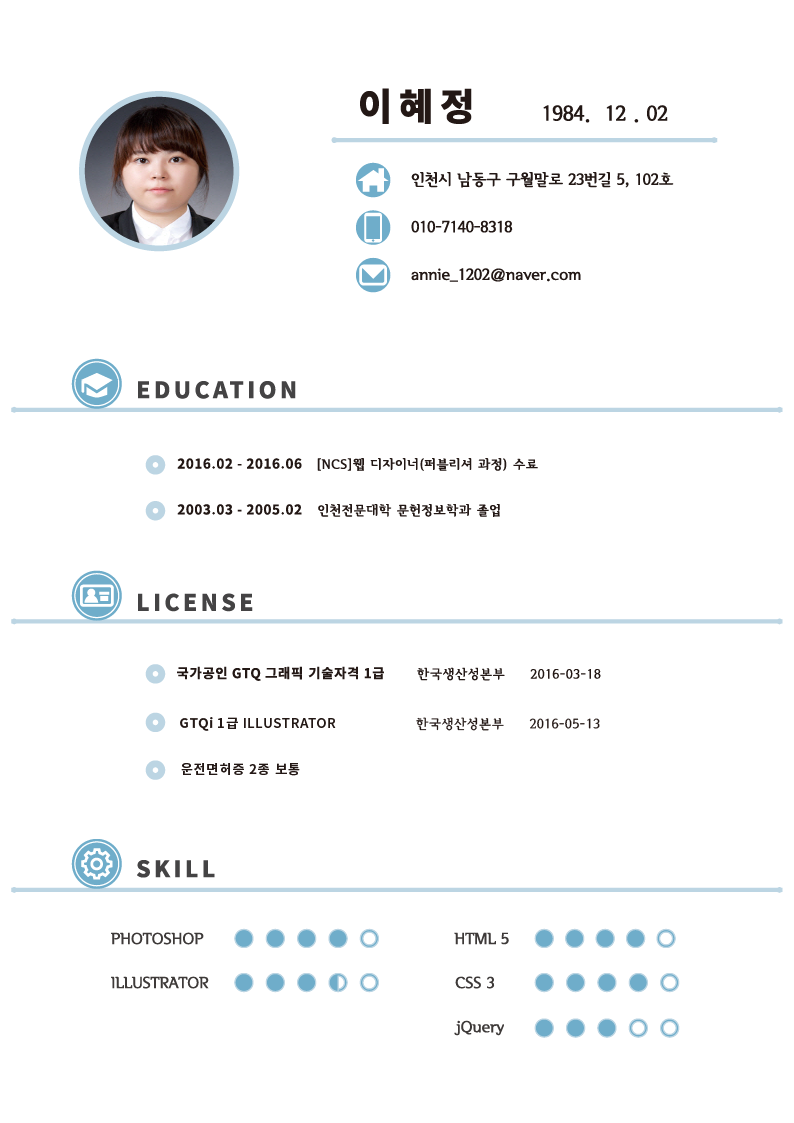 이혜정 1984. 12 . 02
인천시 남동구 구월말로 23번길 5, 102호
010-7140-8318
annie_1202@naver.com
EDUCATION
2016.02 - 2016.06 [NCS]웹 디자이너(퍼블리셔 과정) 수료
2003.03 - 2005.02 인천전문대학 문헌정보학과 졸업
LICENSE
국가공인 GTQ 그래픽 기술자격 1급 한국생산성본부 2016-03-18
GTQi 1급 ILLUSTRATOR 한국생산성본부 2016-05-13
운전면허증 2종 보통
SKILL
PHOTOSHOP HTML 5
ILLUSTRATOR CSS 3
jQuery